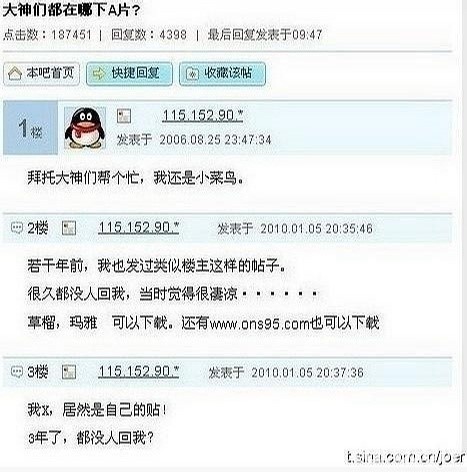 大神们都在哪下A片?
点击数：187451 | 回复数：4398 | 最后回复发表于09:47
本吧首页 快捷回复 收藏该帖
1楼 115.152.90.*
发表于 2006.08.25 23:47:34
拜托大神们帮个忙，我还是小菜鸟。
2楼 115.152.90.* 发表于 2010.01.05 20:35:46
若干年前，我也发过类似楼主这样的帖子。
很久都没人回我，当时觉得很凄凉・・・・・・
草榴，玛雅 可以下载。还有www.ons95.com也可以下载
3楼 115.152.90.* 发表于 2010.01.05 20:37:36
我X，居然是自己的贴！
3年了，都没人回我?
t.sina.com.cn/joer